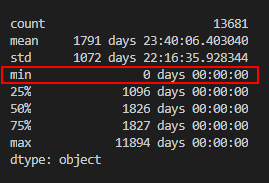 count 13681
mean 1791 days 23:40:06.403040
std 1072 days 22:16:35.928344
min 0 days 00:00:00
25% 1096 days 00:00:00
50% 1826 days 00:00:00
75% 1827 days 00:00:00
max 11894 days 00:00:00
dtype: object